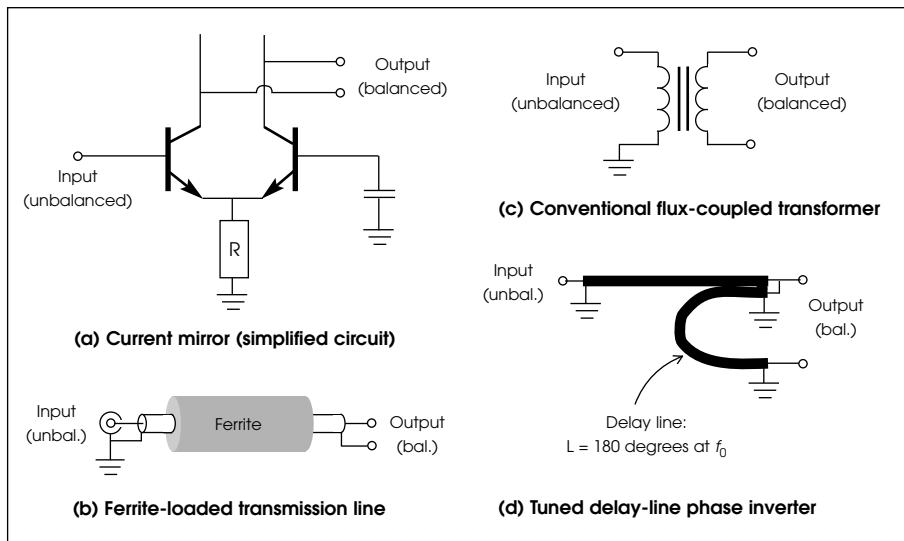 Output
(balanced)
Input
(unbalanced)
R
(a) Current mirror (simplified circuit)
Input
(unbal.)
Ferrite
Output
(bal.)
(b) Ferrite-loaded transmission line
Input
(unbalanced)
Output
(balanced)
(c) Conventional flux-coupled transformer
Input
(unbal.)
Output
(bal.)
Delay line:
L = 180 degrees at f0
(d) Tuned delay-line phase inverter